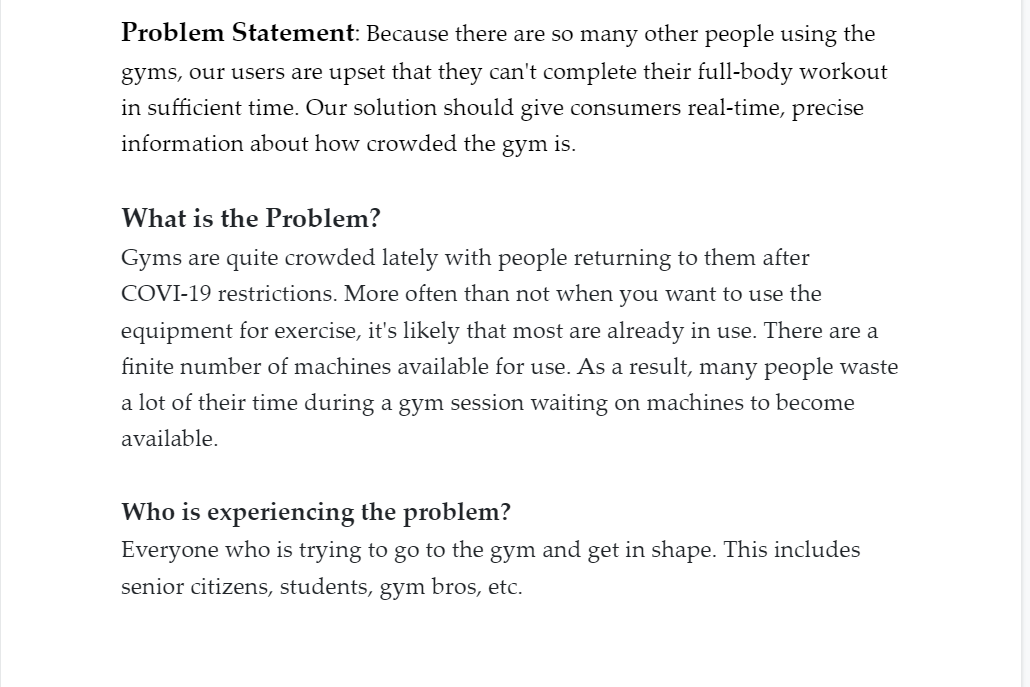 Problem Statement: Because there are so many other people using the
gyms, our users are upset that they can't complete their full-body workout
in sufficient time. Our solution should give consumers real-time, precise
information about how crowded the gym is.
What is the Problem?
Gyms are quite crowded lately with people returning to them after
COVI-19 restrictions. More often than not when you want to use the
equipment for exercise, it's likely that most are already in use. There are a
finite number of machines available for use. As a result, many people waste
a lot of their time during a gym session waiting on machines to become
available.
Who is experiencing the problem?
Everyone who is trying to go to the gym and get in shape. This includes
senior citizens, students, gym bros, etc.